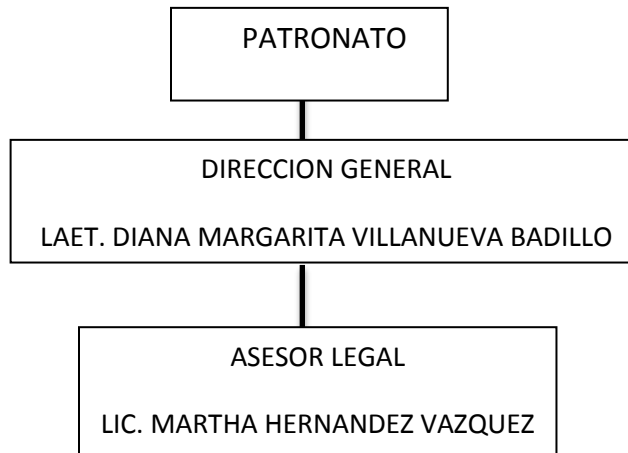 PATRONATO
DIRECCION GENERAL
LAET. DIANA MARGARITA VILLANUEVA BADILLO
ASESOR LEGAL
LIC. MARTHA HERNANDEZ VAZQUEZ